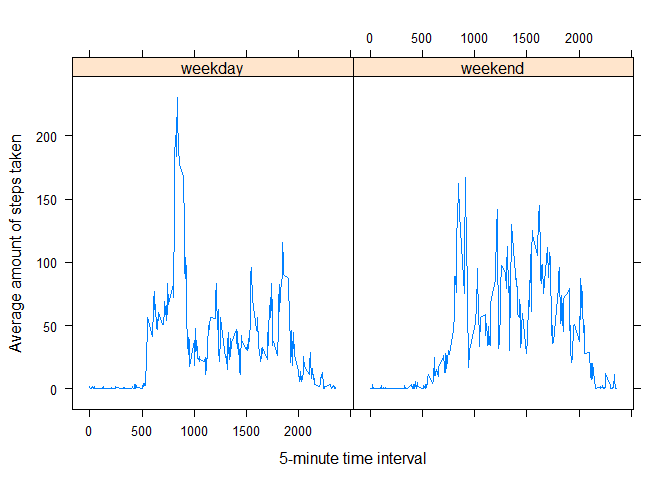 0 500 1000 1500 2000
weekday weekend
Average amount of steps taken
200
150
100
50
0
0 500 1000 1500 2000
5-minute time interval